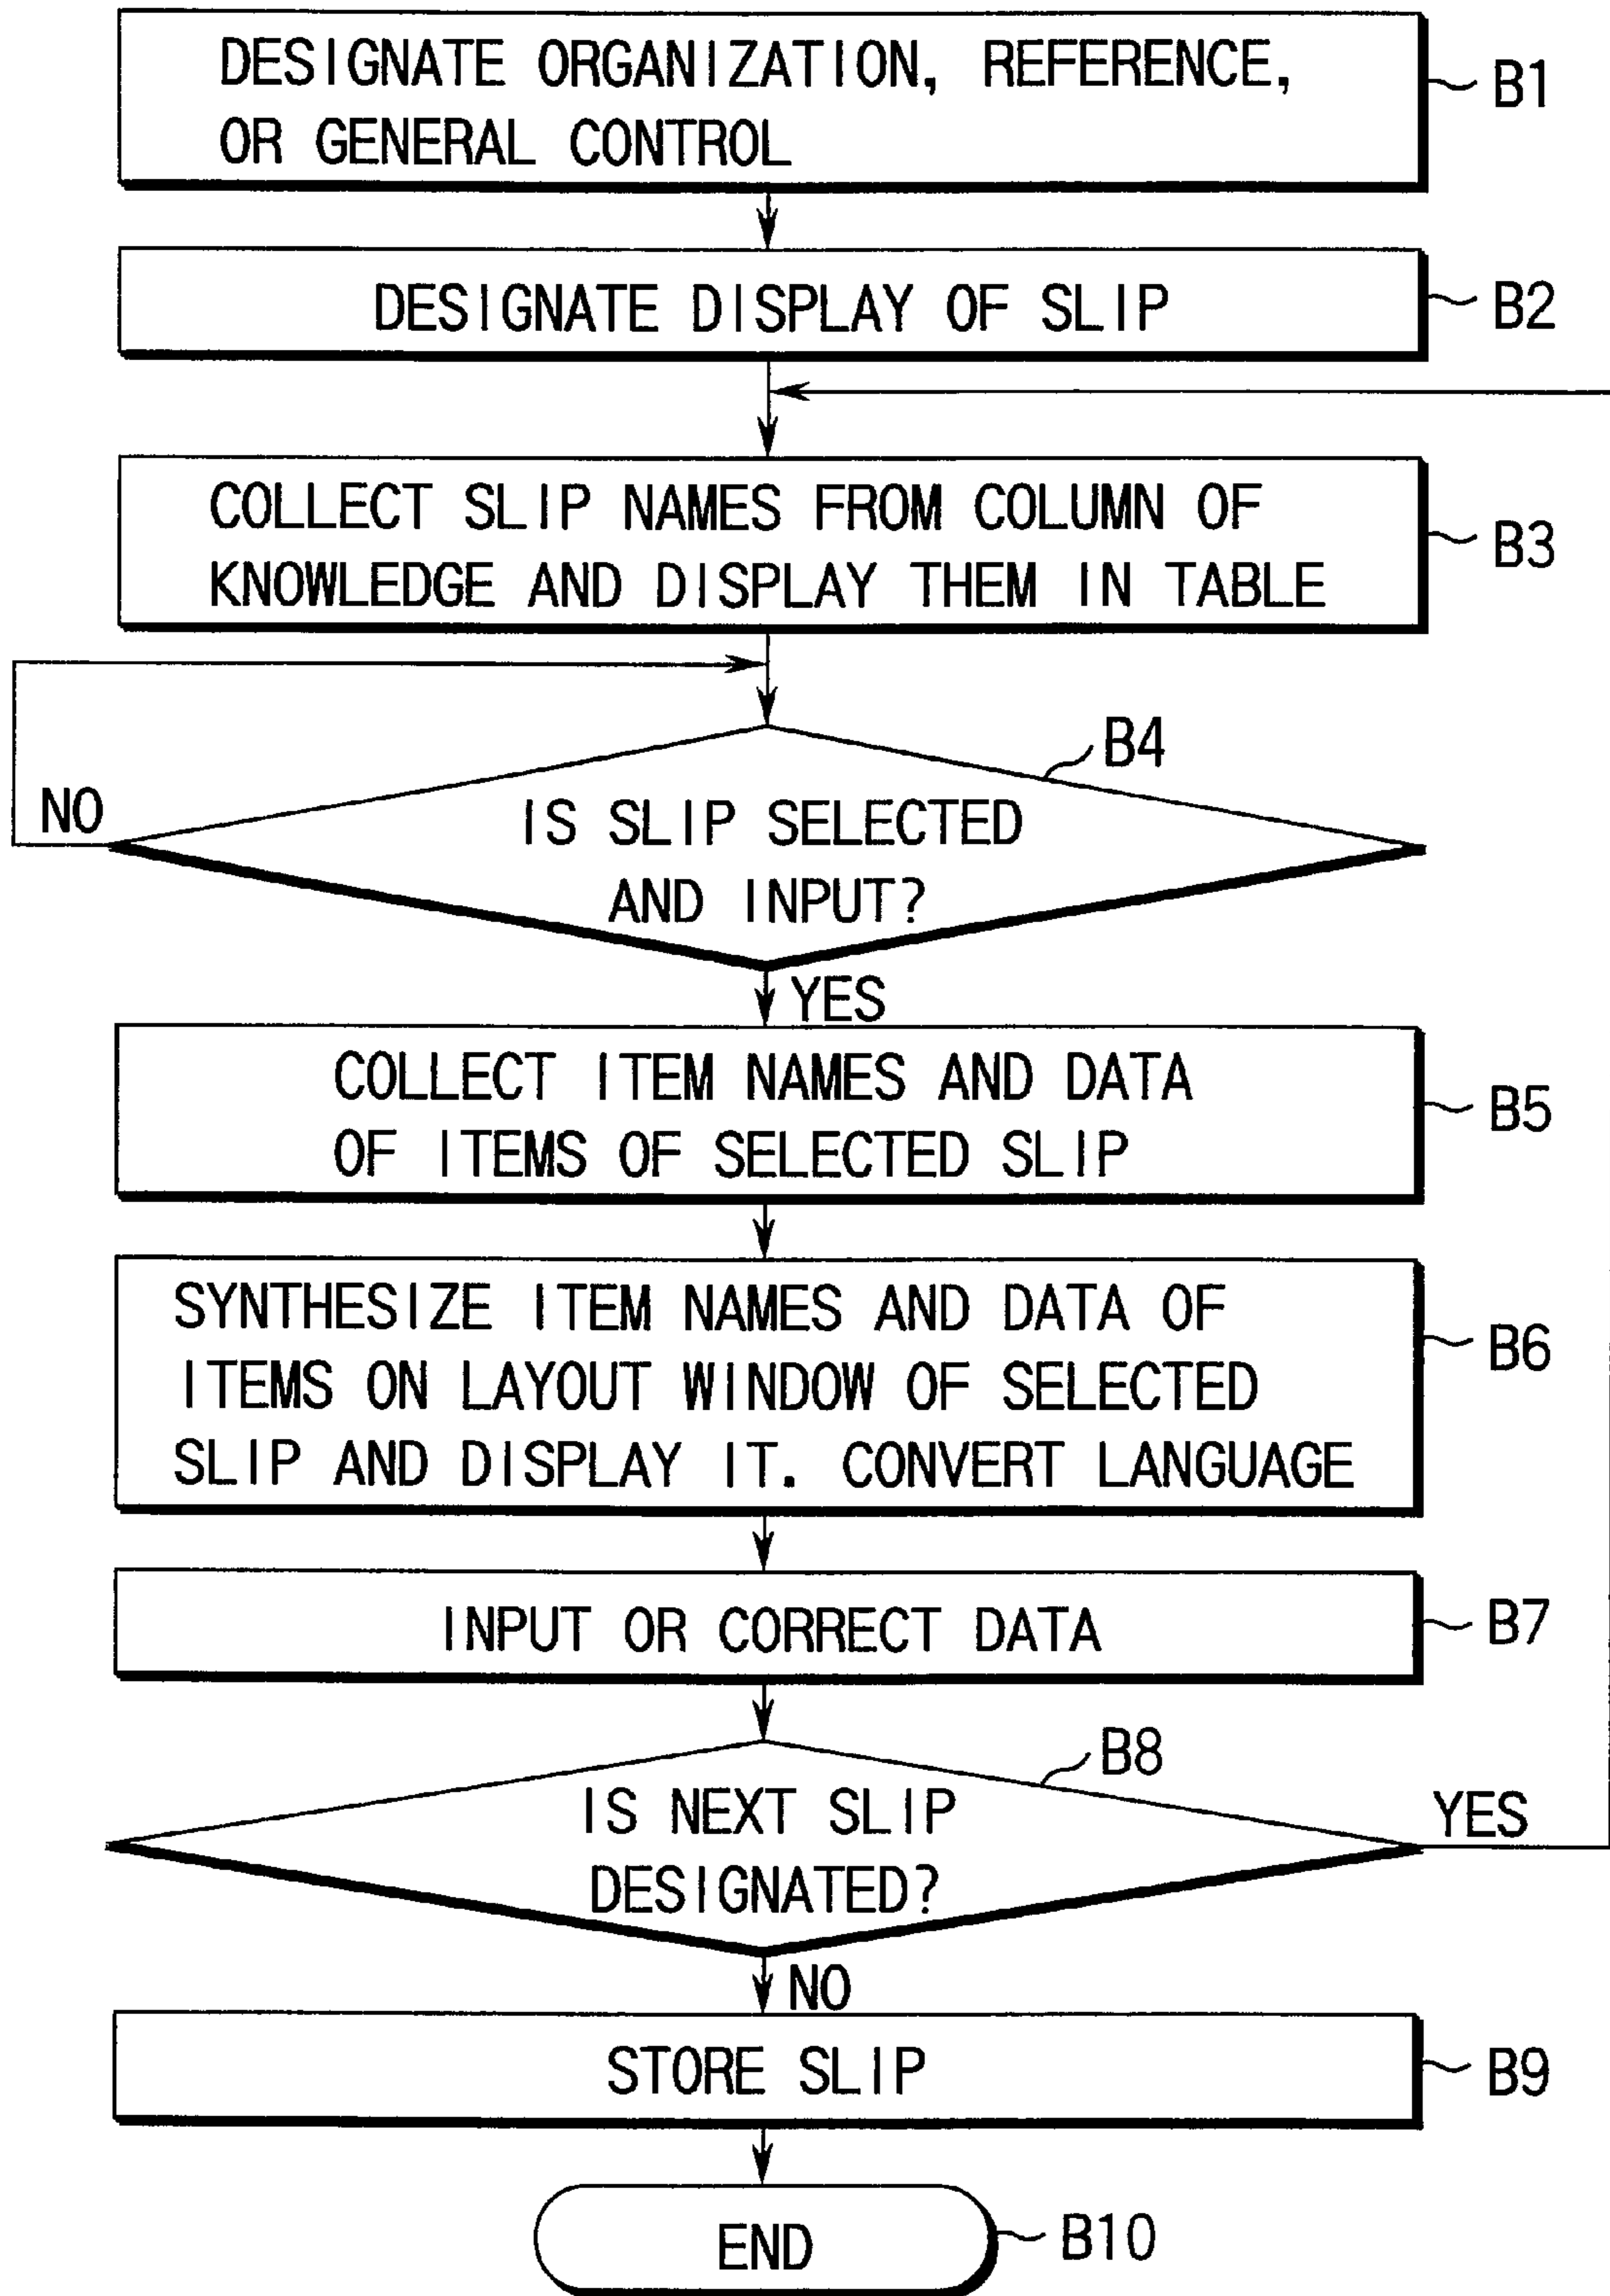 DESIGNATE ORGANIZATION, REFERENCE,
OR GENERAL CONTROL
B1
DESIGNATE DISPLAY OF SLIP
B2
COLLECT SLIP NAMES FROM COLUMN OF
KNOWLEDGE AND DISPLAY THEM IN TABLE
B3
B4
NO
IS SLIP SELECTED
AND INPUT?
YES
COLLECT ITEM NAMES AND DATA
OF ITEMS OF SELECTED SLIP
B5
SYNTHESIZE ITEM NAMES AND DATA OF
ITEMS ON LAYOUT WINDOW OF SELECTED
SLIP AND DISPLAY IT. CONVERT LANGUAGE
B6
INPUT OR CORRECT DATA
B7
B8
IS NEXT SLIP
DESIGNATED?
YES
NO
STORE SLIP
B9
END
B10